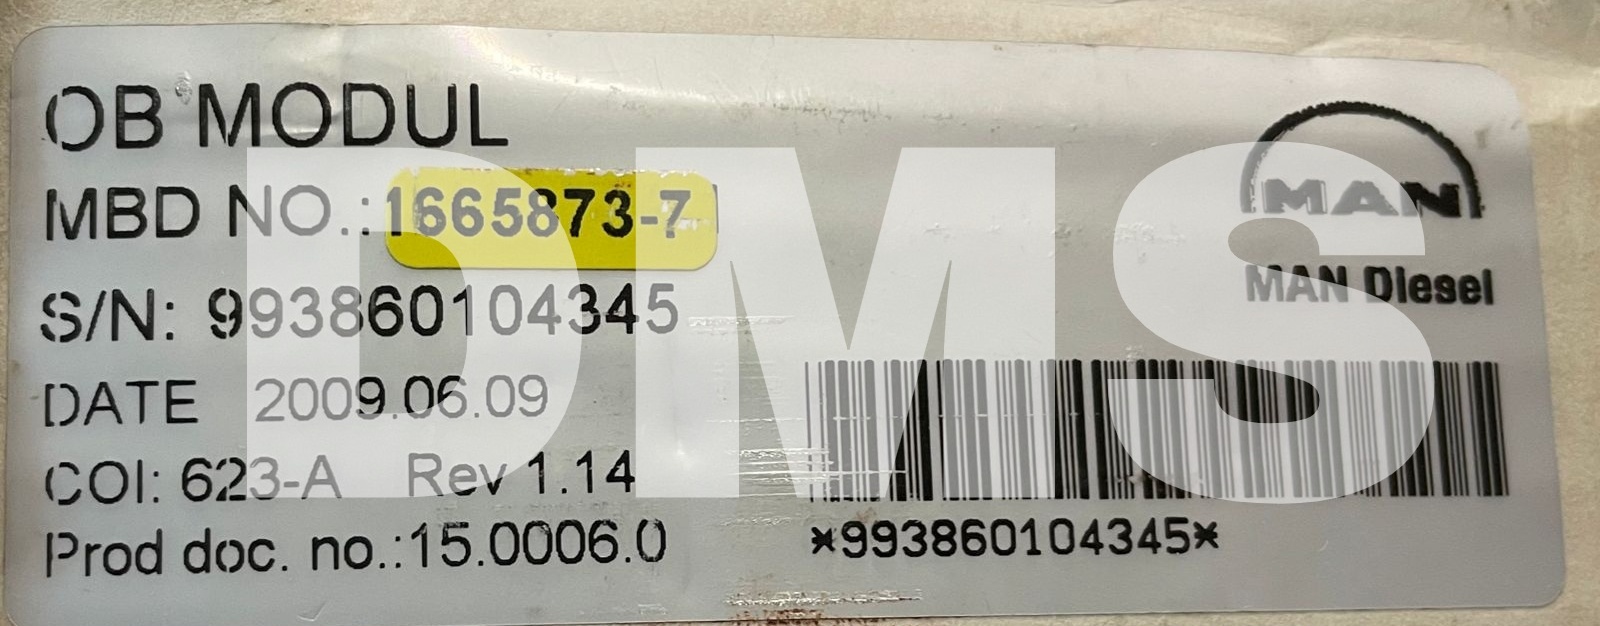 OB MODUL
MBD NO.:1665873-7
S/N: 993860104345
DATE 2009.06.09
COI: 623-A Rev 1.14
Prod doc. no.:15.0006.0
MAN
MAN Diesel
*993860104345*
DMS